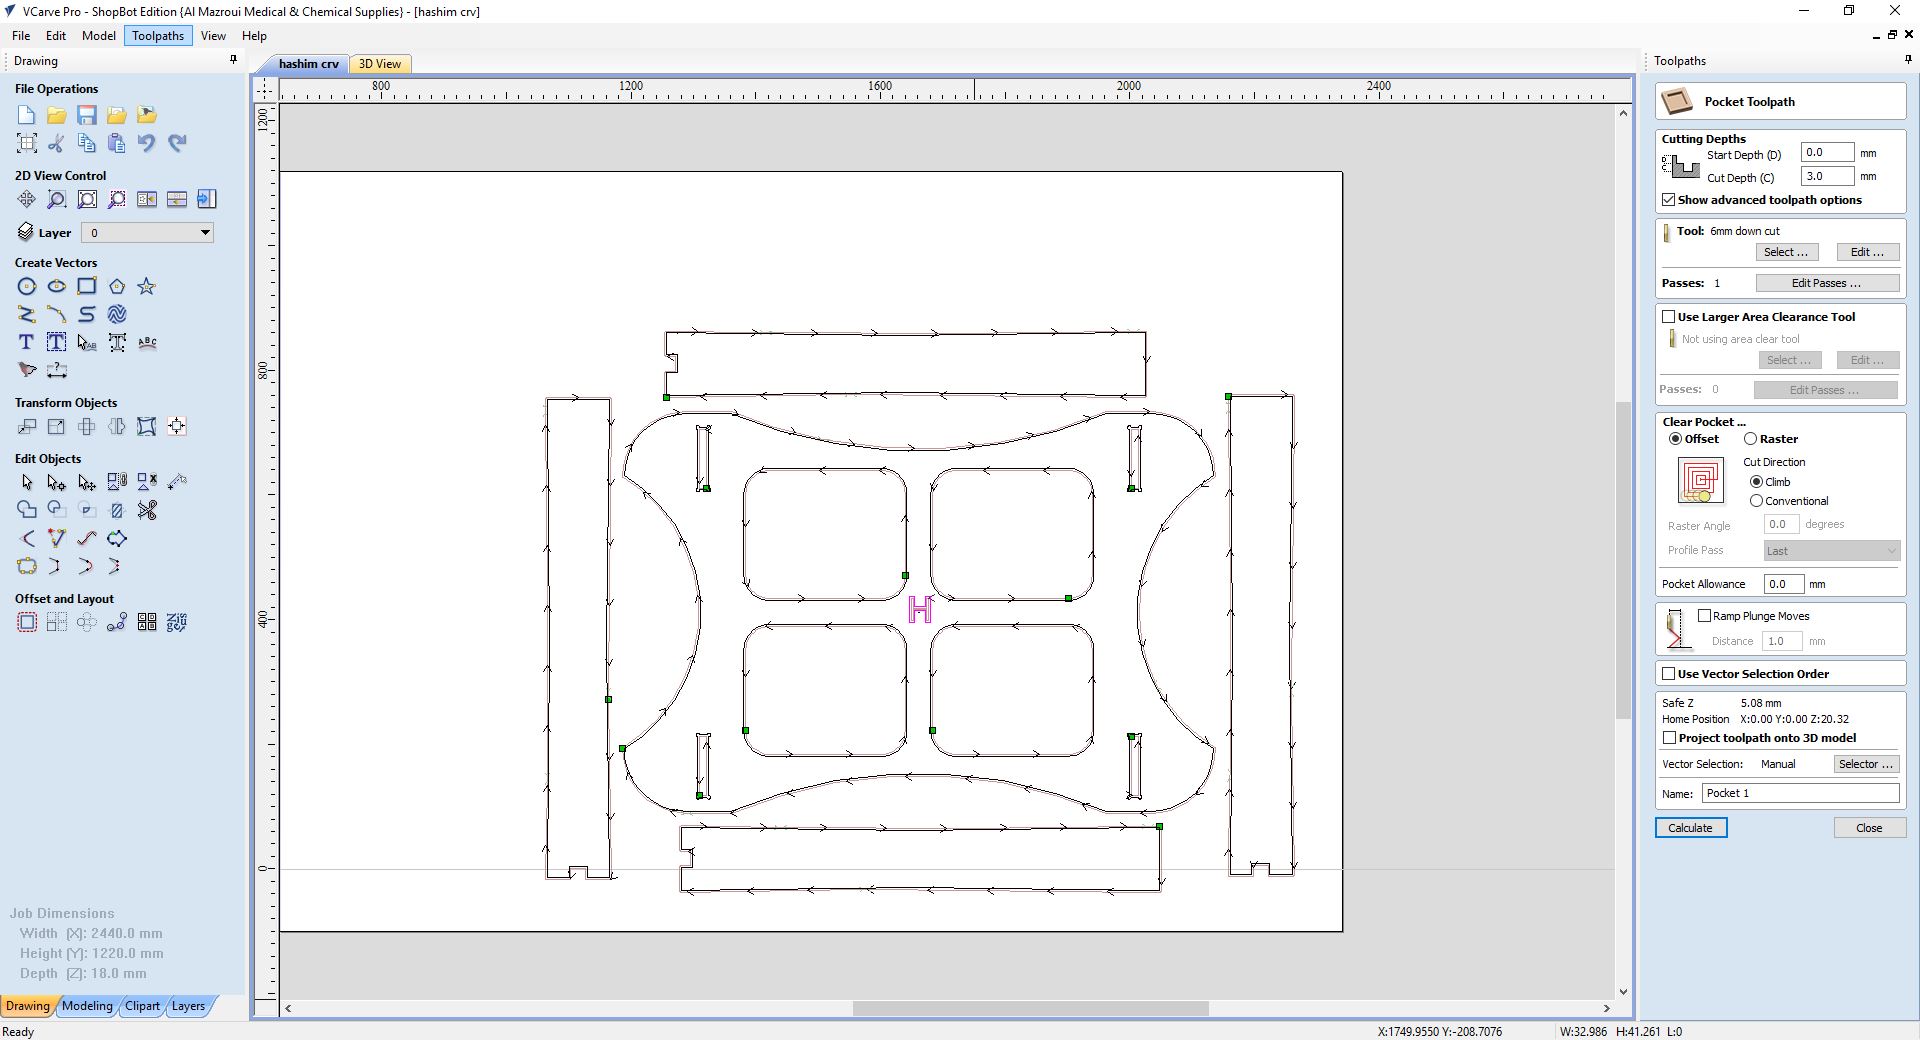 VCarve Pro - ShopBot Edition {Al Mazroui Medical & Chemical Supplies} - [hashim crv]
File Edit Model Toolpaths View Help
Drawing
File Operations
2D View Control
Layer 0
Create Vectors
Transform Objects
Edit Objects
Offset and Layout
Job Dimensions
Width (X): 2440.0 mm
Height (Y): 1220.0 mm
Depth (Z): 18.0 mm
Drawing Modeling Clipart Layers
Ready
hashim crv 3D View
800 1200 1600 2000 2400
1200
800
400
0
H
Toolpaths
Pocket Toolpath
Cutting Depths
Start Depth (D) 0.0 mm
Cut Depth (C) 3.0 mm
Show advanced toolpath options
Tool: 6mm down cut
Select ... Edit ...
Passes: 1 Edit Passes ...
Use Larger Area Clearance Tool
Not using area clear tool
Select ... Edit ...
Passes: 0 Edit Passes ...
Clear Pocket ...
Offset Raster
Cut Direction
Climb
Conventional
Raster Angle 0.0 degrees
Profile Pass Last
Pocket Allowance 0.0 mm
Ramp Plunge Moves
Distance 1.0 mm
Use Vector Selection Order
Safe Z 5.08 mm
Home Position X:0.00 Y:0.00 Z:20.32
Project toolpath onto 3D model
Vector Selection: Manual Selector ...
Name: Pocket 1
Calculate Close
X:1749.9550 Y:-208.7076 W:32.986 H:41.261 L:0